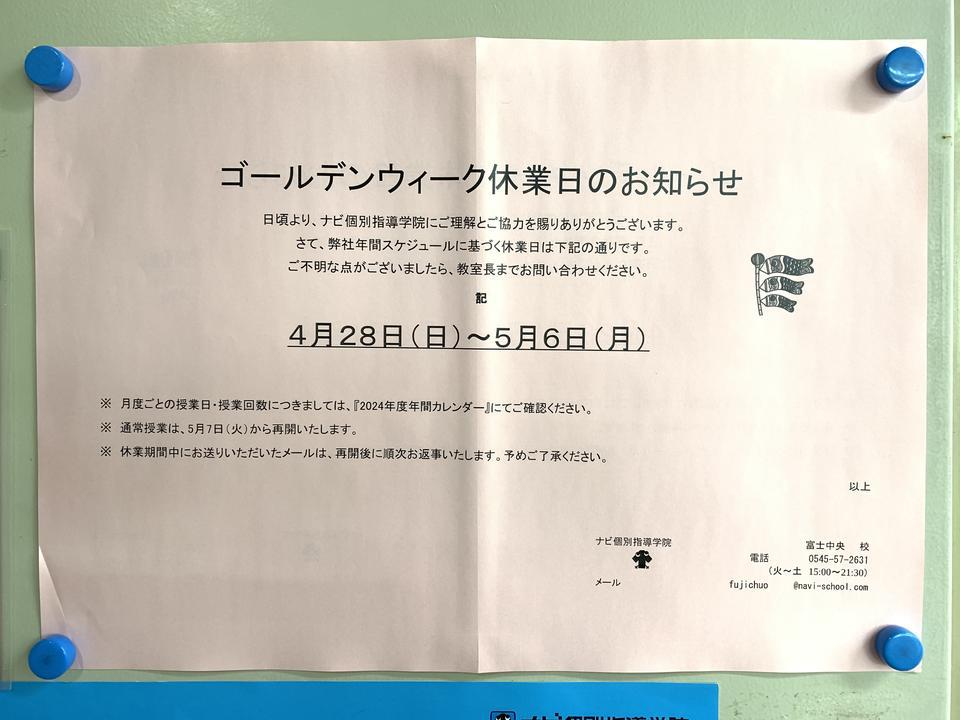 ゴールデンウィーク休業日のお知らせ
日頃より、ナビ個別指導学院にご理解とご協力を賜りありがとうございます。
さて、弊社年間スケジュールに基づく休業日は下記の通りです。
ご不明な点がございましたら、教室長までお問い合わせください。
記
4月28日(日)～5月6日(月)
※ 月度ごとの授業日・授業回数につきましては、『2024年度年間カレンダー』にてご確認ください。
※ 通常授業は、5月7日(火)から再開いたします。
※ 休業期間中にお送りいただいたメールは、再開後に順次お返事いたします。予めご了承ください。
以上
ナビ個別指導学院 富士中央 校
電話 0545-57-2631
(火～土 15:00～21:30)
メール fujichuo @navi-school.com
ナビ個別指導学院